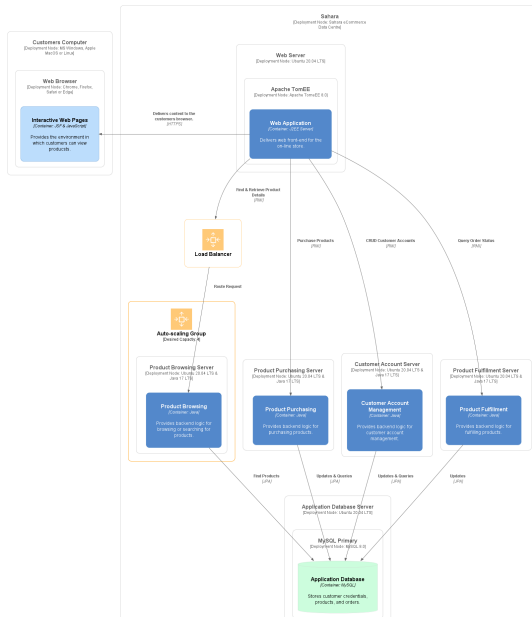 Sahara
[Deployment Node: Sahara eCommerce
Data Centre]
Customers Computer
[Deployment Node: MS Windows, Apple
MacOS or Linux]
Web Server
[Deployment Node: Ubuntu 20.04 LTS]
Web Browser
[Deployment Node: Chrome, Firefox,
Safari or Edge]
Apache TomEE
[Deployment Node: Apache TomEE 8.0]
Interactive Web Pages
[Container: JSF & JavaScript]
Provides the environment in
which customers can view
products.
Delivers content to the
customers browser.
[HTTPS]
Web Application
[Container: J2EE Server]
Delivers web front-end for the
on-line store
Find & Retrieve Product
Details
[RMI]
Purchase Products
[RMI]
CRUD Customer Accounts
[RMI]
Query Order Status
[RMI]
Load Balancer
Route Request
Auto-scaling Group
[Desired Capacity: 4]
Product Browsing Server
[Deployment Node: Ubuntu 20.04 LTS &
Java 17 LTS]
Product Purchasing Server
[Deployment Node: Ubuntu 20.04 LTS &
Java 17 LTS]
Customer Account Server
[Deployment Node: Ubuntu 20.04 LTS &
Java 17 LTS]
Product Fulfillment Server
[Deployment Node: Ubuntu 20.04 LTS &
Java 17 LTS]
Product Browsing
[Container: Java]
Provides backend logic for
browsing or searching for
products
Product Purchasing
[Container: Java]
Provides backend logic for
purchasing products
Customer Account
Management
[Container: Java]
Provides backend logic for
customer account
management
Product Fulfillment
[Container: Java]
Provides backend logic for
fulfilling products
Find Products
[JPA]
Updates & Queries
[JPA]
Updates & Queries
[JPA]
Updates
[JPA]
Application Database Server
[Deployment Node: Ubuntu 20.04 LTS]
MySQL Primary
[Deployment Node: MySQL 8.0]
Application Database
[Container: MySQL]
Stores customer credentials,
products, and orders.